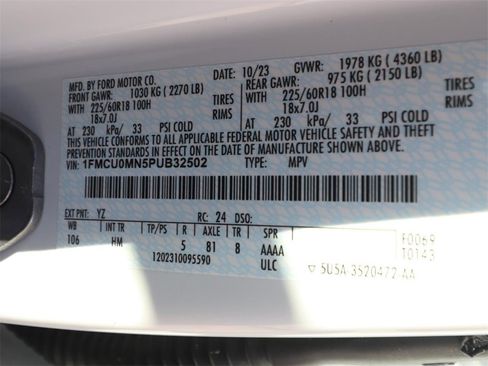 MFD. BY FORD MOTOR CO. DATE: 10/23 GVWR: 1978 KG ( 4360 LB)
FRONT GAWR: 1030 KG ( 2270 LB) REAR GAWR: 975 KG ( 2150 LB)
WITH 225/60R18 100H TIRES WITH 225/60R18 100H TIRES
18x7.0J RIMS 18x7.0J RIMS
AT 230 kPa/ 33 PSI COLD AT 230 kPa/ 33 PSI COLD
THIS VEHICLE CONFORMS TO ALL APPLICABLE FEDERAL MOTOR VEHICLE SAFETY AND THEFT
PREVENTION STANDARDS IN EFFECT ON THE DATE OF MANUFACTURE SHOWN ABOVE.
VIN: 1FMCU0MN5PUB32502 TYPE: MPV
EXT PNT: YZ RC: 24 DSO:
WB INT TR TP/PS R AXLE TR SPR
106 HM 5 81 8 AAAA
ULC
1202310095590
F0069
10143
5U5A-3520472-AA